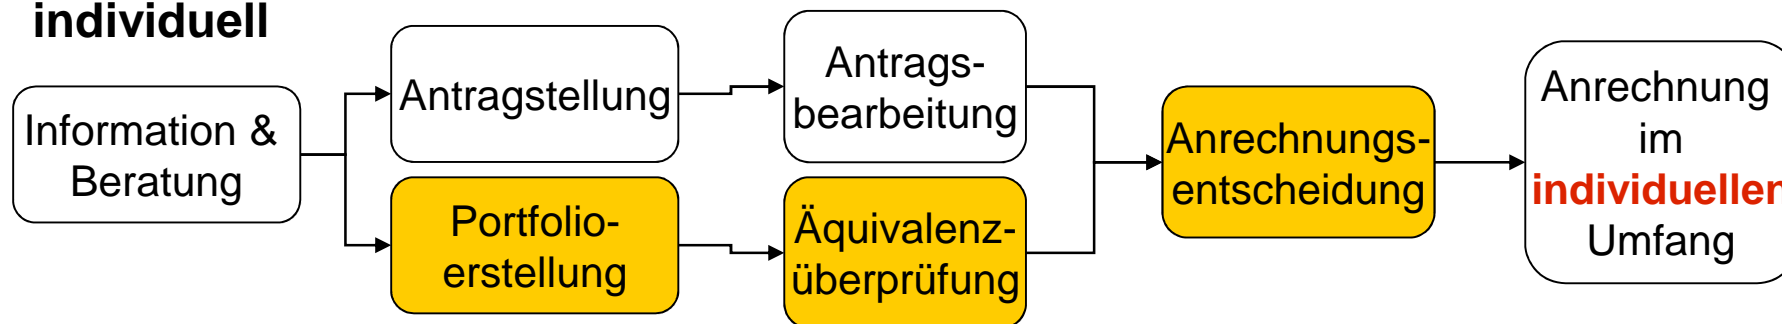 individuell
Information &
Beratung
Antragstellung
Antrags-
bearbeitung
Portfolio-
erstellung
Äquivalenz-
überprüfung
Anrechnungs-
entscheidung
Anrechnung
im
individuellen
Umfang